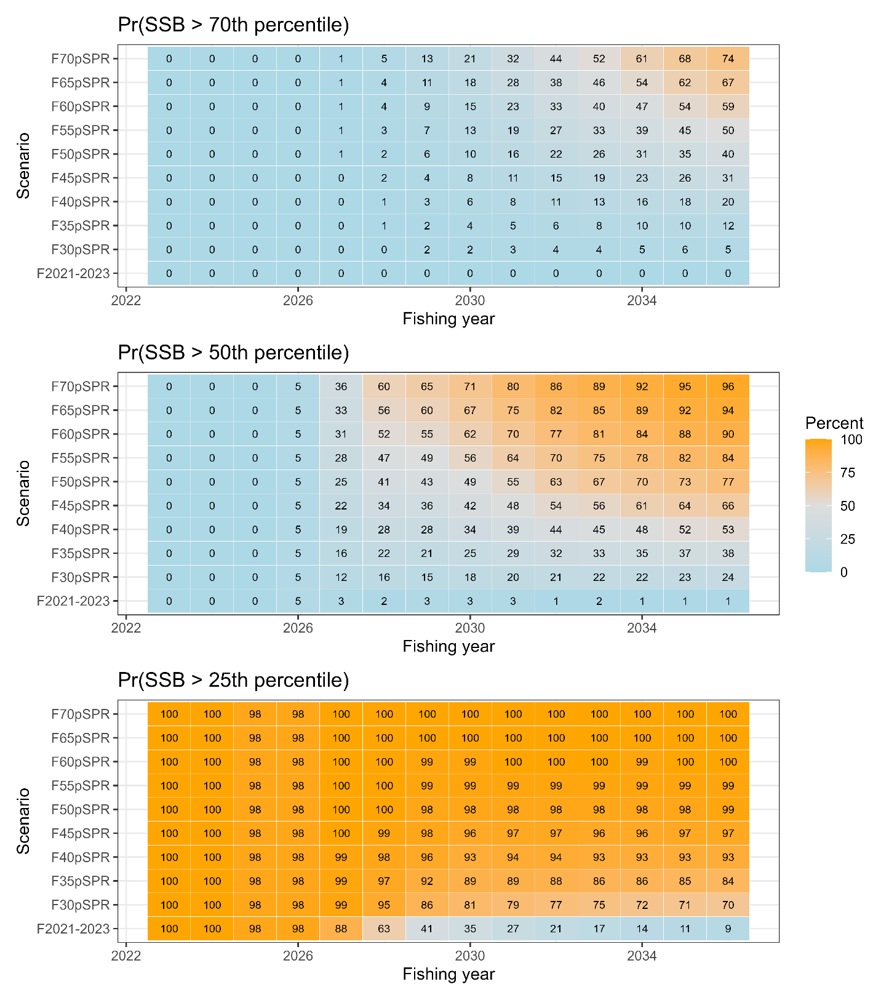 Pr(SSB > 70th percentile)
Scenario
F70pSPR 0 0 0 0 1 5 13 21 32 44 52 61 68 74
F65pSPR 0 0 0 0 1 4 11 18 28 38 46 54 62 67
F60pSPR 0 0 0 0 1 4 9 15 23 33 40 47 54 59
F55pSPR 0 0 0 0 1 3 7 13 19 27 33 39 45 50
F50pSPR 0 0 0 0 1 2 6 10 16 22 26 31 35 40
F45pSPR 0 0 0 0 0 2 4 8 11 15 19 23 26 31
F40pSPR 0 0 0 0 0 1 3 6 8 11 13 16 18 20
F35pSPR 0 0 0 0 0 1 2 4 5 6 8 10 10 12
F30pSPR 0 0 0 0 0 0 2 2 3 4 4 5 6 5
F2021-2023 0 0 0 0 0 0 0 0 0 0 0 0 0 0
2022 2026 2030 2034
Fishing year
Pr(SSB > 50th percentile)
Scenario
F70pSPR 0 0 0 5 36 60 65 71 80 86 89 92 95 96
F65pSPR 0 0 0 5 33 56 60 67 75 82 85 89 92 94
F60pSPR 0 0 0 5 31 52 55 62 70 77 81 84 88 90
F55pSPR 0 0 0 5 28 47 49 56 64 70 75 78 82 84
F50pSPR 0 0 0 5 25 41 43 49 55 63 67 70 73 77
F45pSPR 0 0 0 5 22 34 36 42 48 54 56 61 64 66
F40pSPR 0 0 0 5 19 28 28 34 39 44 45 48 52 53
F35pSPR 0 0 0 5 16 22 21 25 29 32 33 35 37 38
F30pSPR 0 0 0 5 12 16 15 18 20 21 22 22 23 24
F2021-2023 0 0 0 5 3 2 3 3 3 1 2 1 1 1
2022 2026 2030 2034
Fishing year
Percent
100
75
50
25
0
Pr(SSB > 25th percentile)
Scenario
F70pSPR 100 100 98 98 100 100 100 100 100 100 100 100 100 100
F65pSPR 100 100 98 98 100 100 100 100 100 100 100 100 100 100
F60pSPR 100 100 98 98 100 100 99 99 100 100 100 99 100 100
F55pSPR 100 100 98 98 100 100 99 99 99 99 99 99 99 99
F50pSPR 100 100 98 98 100 100 98 98 98 98 98 98 98 99
F45pSPR 100 100 98 98 100 99 98 96 97 97 96 96 97 97
F40pSPR 100 100 98 98 99 98 96 93 94 94 93 93 93 93
F35pSPR 100 100 98 98 99 97 92 89 89 88 86 86 85 84
F30pSPR 100 100 98 98 99 95 86 81 79 77 75 72 71 70
F2021-2023 100 100 98 98 88 63 41 35 27 21 17 14 11 9
2022 2026 2030 2034
Fishing year